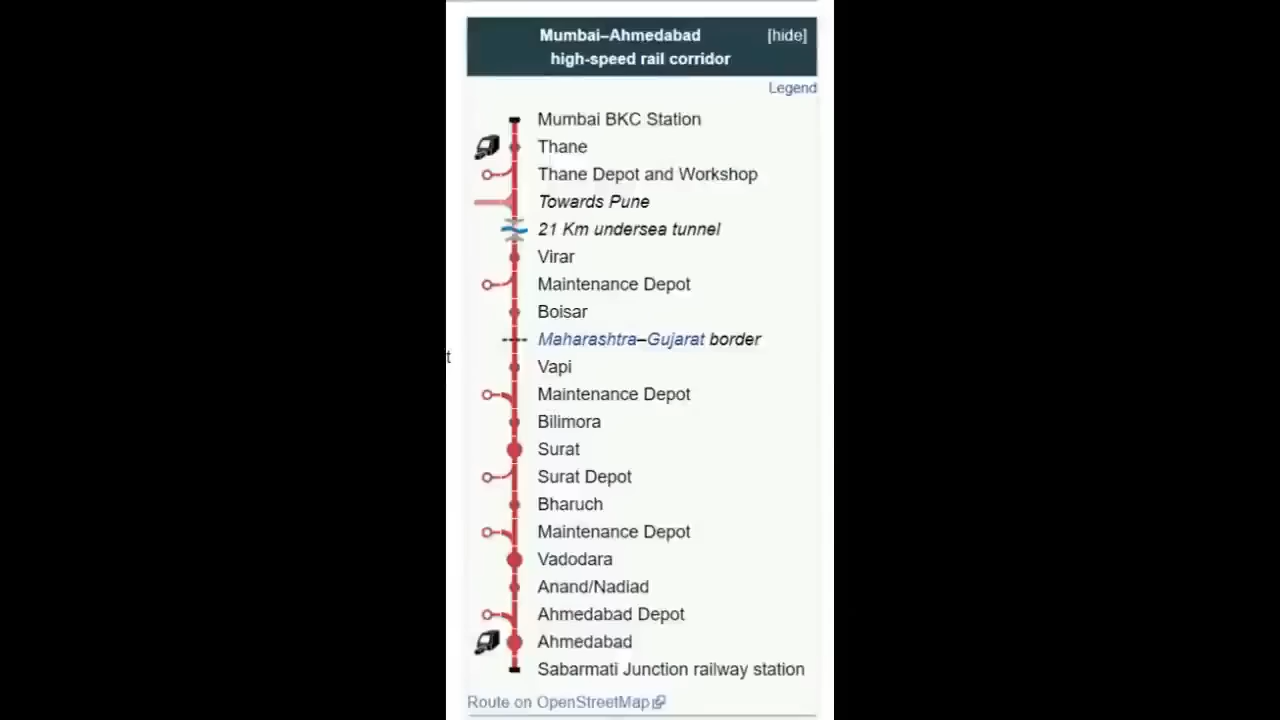 Mumbai–Ahmedabad [hide]
high-speed rail corridor
Legend
Mumbai BKC Station
Thane
Thane Depot and Workshop
Towards Pune
21 Km undersea tunnel
Virar
Maintenance Depot
Boisar
Maharashtra–Gujarat border
t
Vapi
Maintenance Depot
Bilimora
Surat
Surat Depot
Bharuch
Maintenance Depot
Vadodara
Anand/Nadiad
Ahmedabad Depot
Ahmedabad
Sabarmati Junction railway station
Route on OpenStreetMap